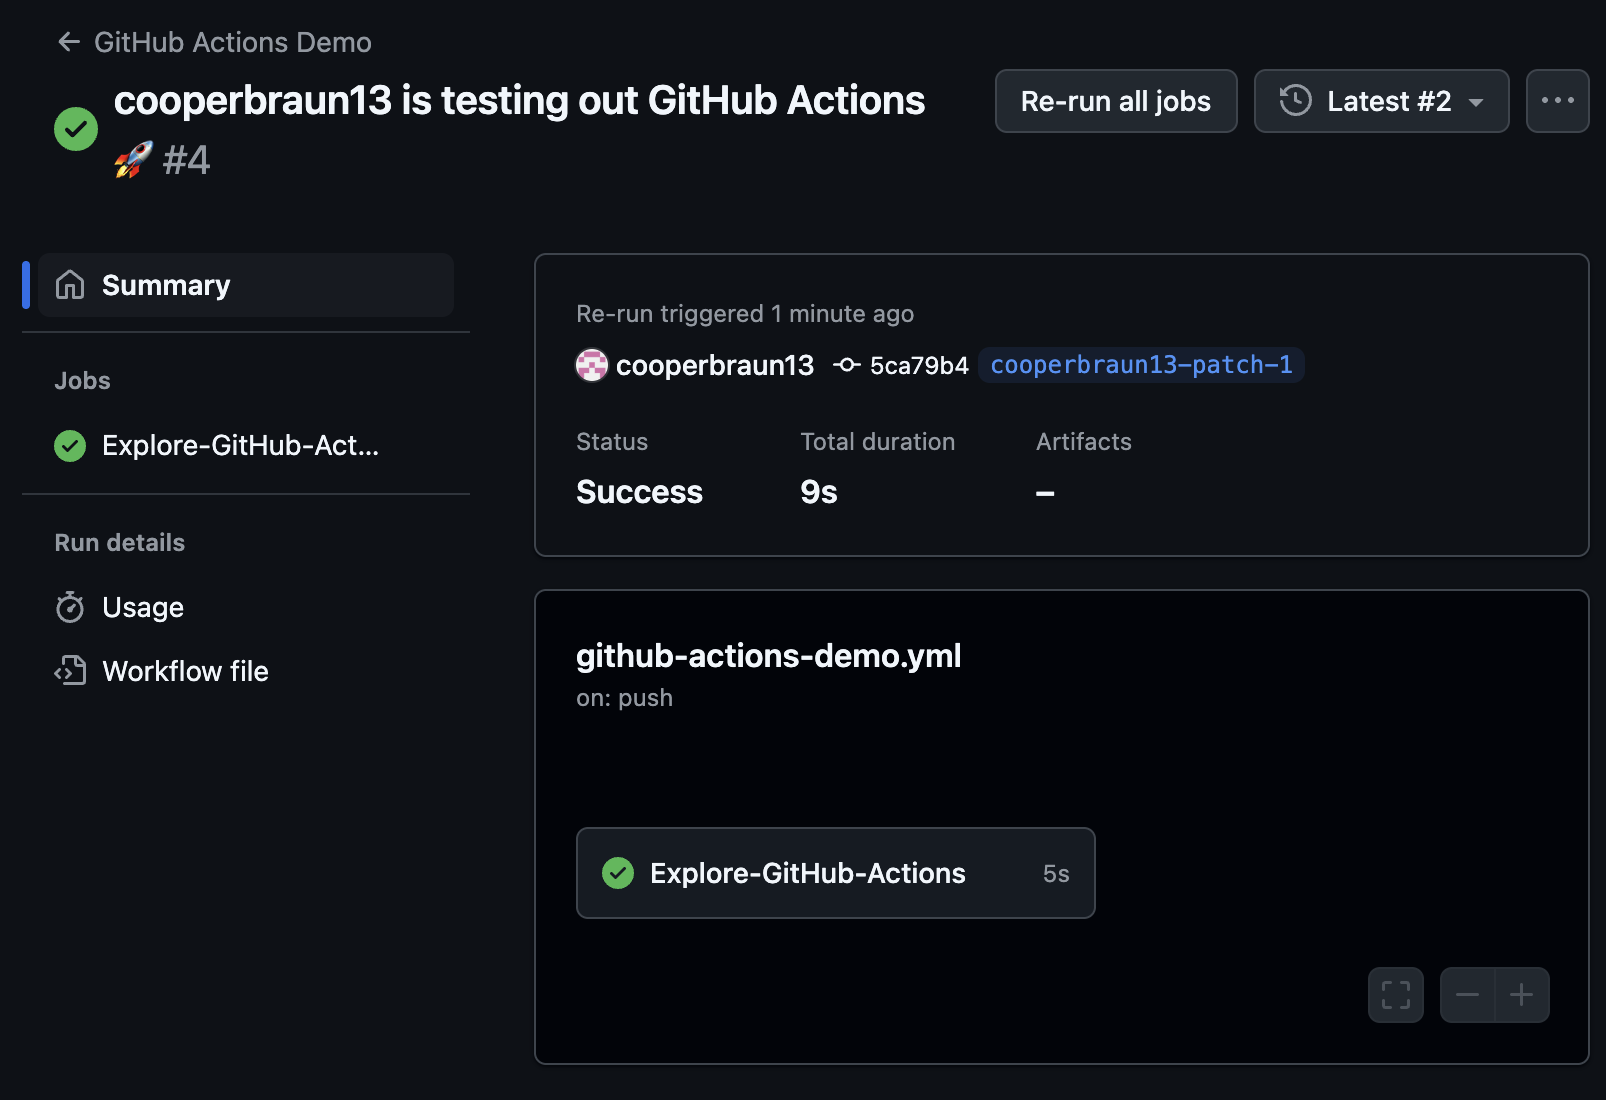 GitHub Actions Demo
cooperbraun13 is testing out GitHub Actions
🚀 #4
Re-run all jobs
Latest #2
Summary
Jobs
Explore-GitHub-Act...
Run details
Usage
Workflow file
Re-run triggered 1 minute ago
cooperbraun13 5ca79b4 cooperbraun13-patch-1
Status Total duration Artifacts
Success 9s –
github-actions-demo.yml
on: push
Explore-GitHub-Actions 5s